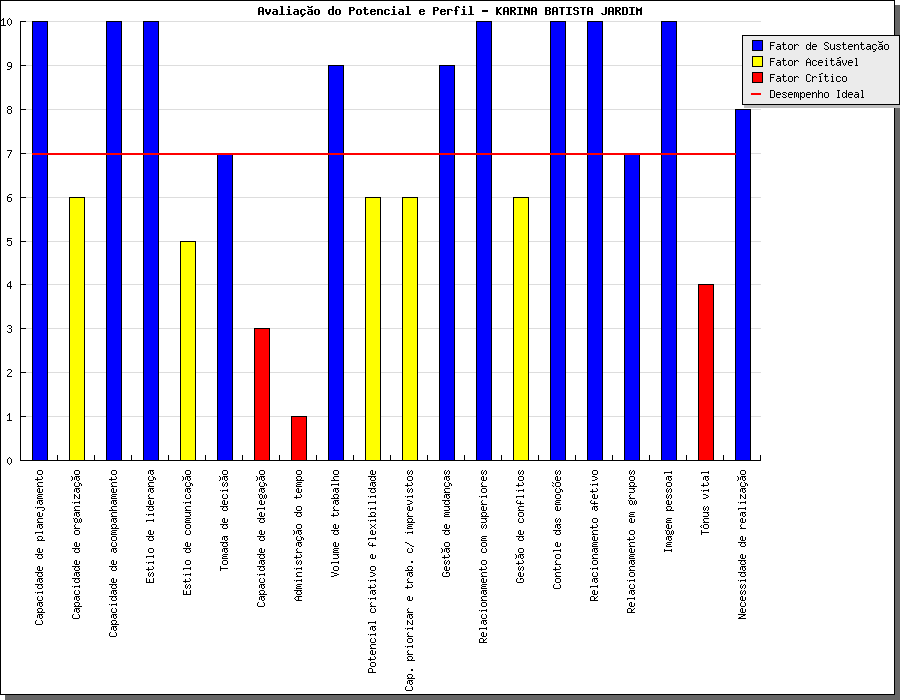 Avaliação do Potencial e Perfil - KARINA BATISTA JARDIM
10
9
8
7
6
5
4
3
2
1
0
Fator de Sustentação
Fator Aceitável
Fator Crítico
Desempenho Ideal
Capacidade de planejamento
Capacidade de organização
Capacidade de acompanhamento
Estilo de liderança
Estilo de comunicação
Tomada de decisão
Capacidade de delegação
Administração do tempo
Volume de trabalho
Potencial criativo e flexibilidade
Cap. priorizar e trab. c/ imprevistos
Gestão de mudanças
Relacionamento com superiores
Gestão de conflitos
Controle das emoções
Relacionamento afetivo
Relacionamento em grupos
Imagem pessoal
Tônus vital
Necessidade de realização